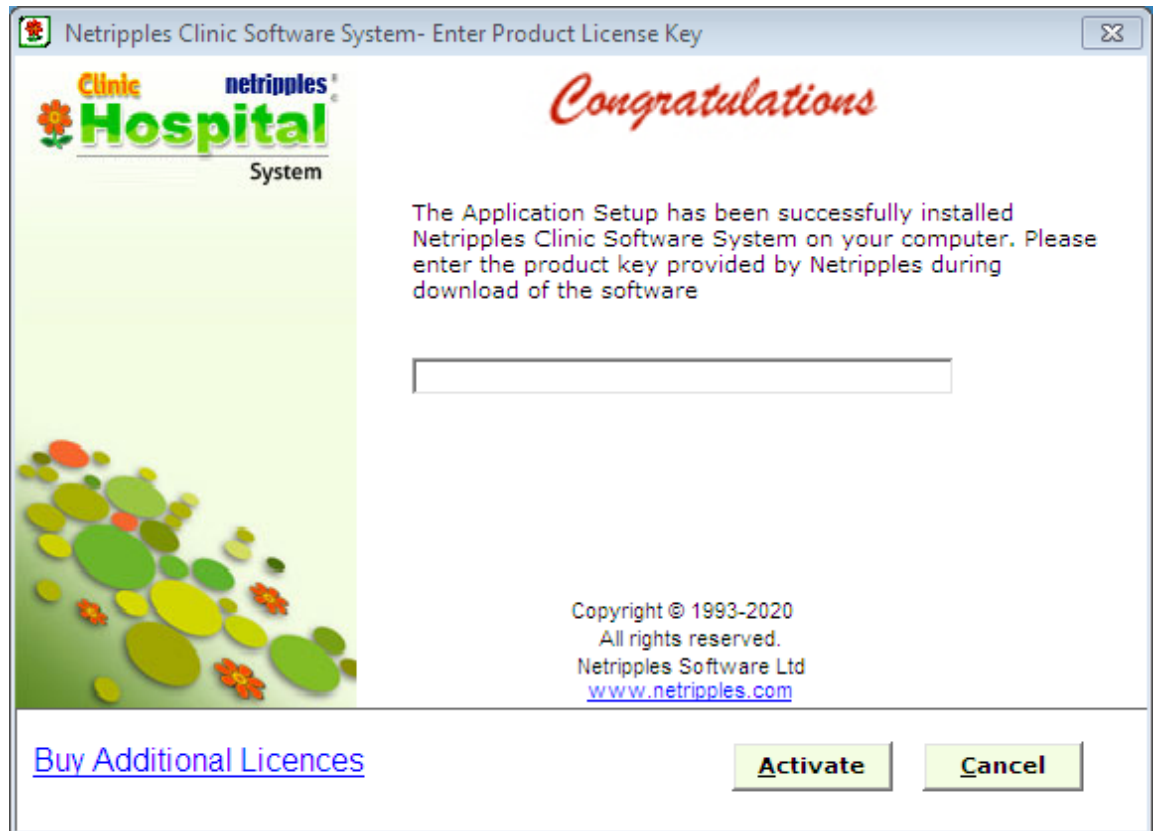 Netripples Clinic Software System- Enter Product License Key
Clinic netripples
Hospital
System
Congratulations
The Application Setup has been successfully installed
Netripples Clinic Software System on your computer. Please
enter the product key provided by Netripples during
download of the software
Copyright © 1993-2020
All rights reserved.
Netripples Software Ltd
www.netripples.com
Buy Additional Licences
Activate
Cancel